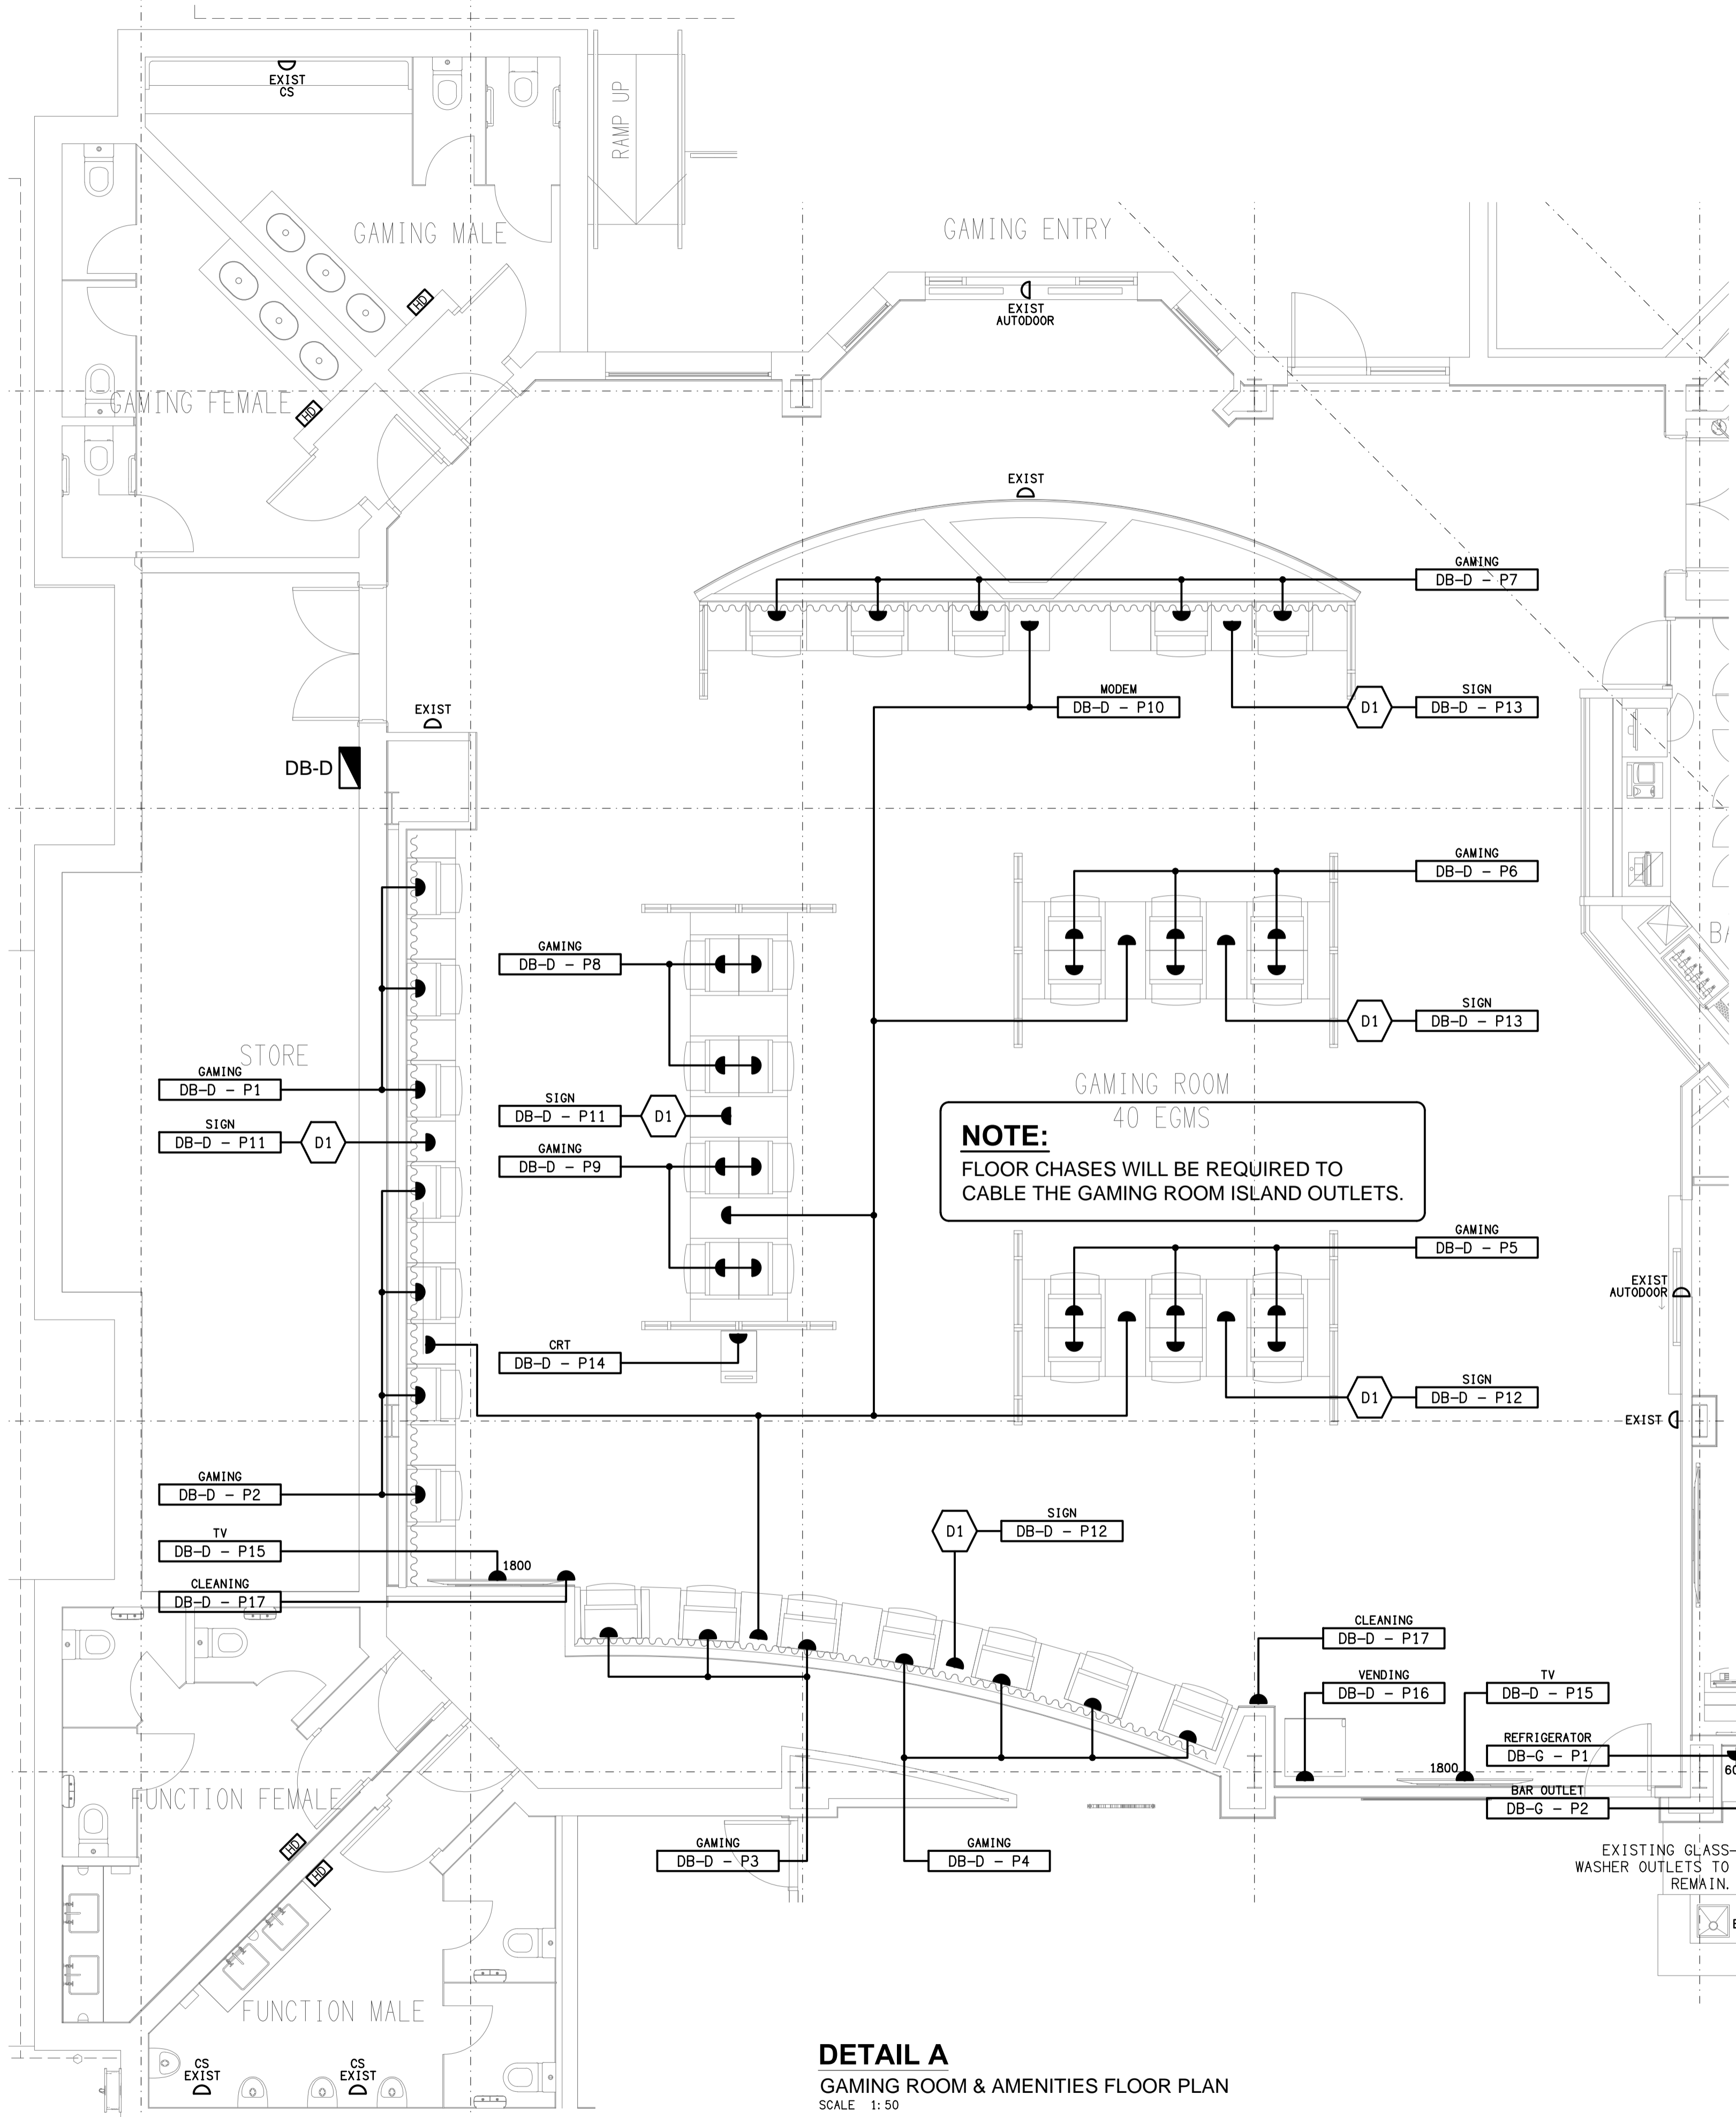 EXIST
CS
RAMP UP
GAMING MALE
GAMING ENTRY
HD
EXIST
AUTODOOR
GAMING FEMALE
HD
EXIST
GAMING
DB-D - P7
MODEM
DB-D - P10
D1
SIGN
DB-D - P13
EXIST
DB-D
GAMING
DB-D - P6
GAMING
DB-D - P8
D1
SIGN
DB-D - P13
STORE
GAMING
DB-D - P1
GAMING ROOM
40 EGMS
SIGN
DB-D - P11
D1
SIGN
DB-D - P11
D1
NOTE:
FLOOR CHASES WILL BE REQUIRED TO
CABLE THE GAMING ROOM ISLAND OUTLETS.
GAMING
DB-D - P9
GAMING
DB-D - P5
EXIST
AUTODOOR
CRT
DB-D - P14
D1
SIGN
DB-D - P12
EXIST
GAMING
DB-D - P2
D1
SIGN
DB-D - P12
TV
DB-D - P15
1800
CLEANING
DB-D - P17
CLEANING
DB-D - P17
VENDING
DB-D - P16
TV
DB-D - P15
REFRIGERATOR
DB-G - P1
1800
BAR OUTLET
DB-G - P2
FUNCTION FEMALE
HD
HD
GAMING
DB-D - P3
GAMING
DB-D - P4
EXISTING GLASS-
WASHER OUTLETS TO
REMAIN.
FUNCTION MALE
CS
EXIST
CS
EXIST
DETAIL A
GAMING ROOM & AMENITIES FLOOR PLAN
SCALE 1:50